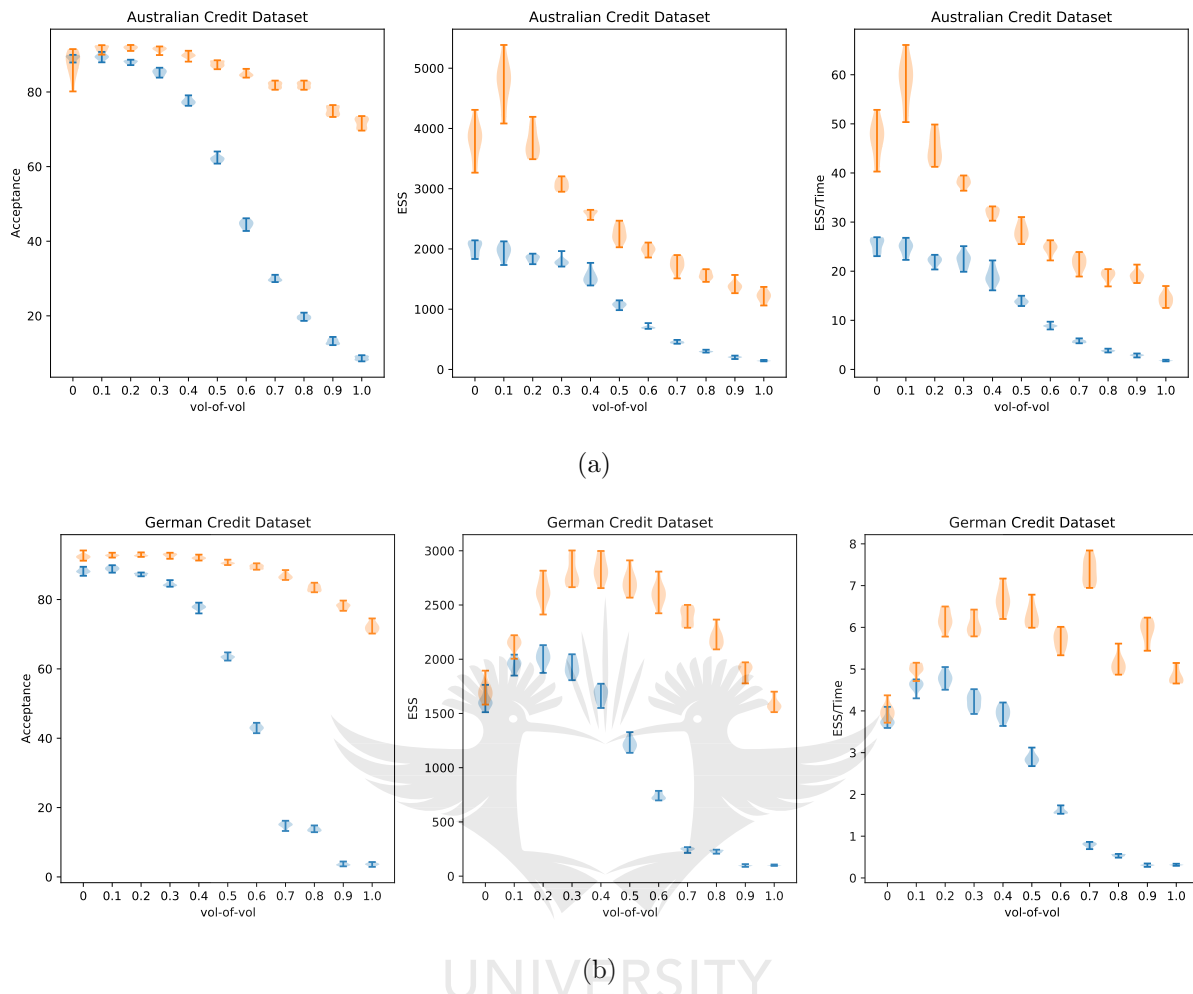 Australian Credit Dataset
Acceptance
80
60
40
20
0 0.1 0.2 0.3 0.4 0.5 0.6 0.7 0.8 0.9 1.0
vol-of-vol
Australian Credit Dataset
ESS
5000
4000
3000
2000
1000
0
0 0.1 0.2 0.3 0.4 0.5 0.6 0.7 0.8 0.9 1.0
vol-of-vol
Australian Credit Dataset
ESS/Time
60
50
40
30
20
10
0
0 0.1 0.2 0.3 0.4 0.5 0.6 0.7 0.8 0.9 1.0
vol-of-vol
(a)
German Credit Dataset
Acceptance
80
60
40
20
0
0 0.1 0.2 0.3 0.4 0.5 0.6 0.7 0.8 0.9 1.0
vol-of-vol
German Credit Dataset
ESS
3000
2500
2000
1500
1000
500
0
0 0.1 0.2 0.3 0.4 0.5 0.6 0.7 0.8 0.9 1.0
vol-of-vol
German Credit Dataset
ESS/Time
8
7
6
5
4
3
2
1
0
0 0.1 0.2 0.3 0.4 0.5 0.6 0.7 0.8 0.9 1.0
vol-of-vol
(b)
UNIVERSITY